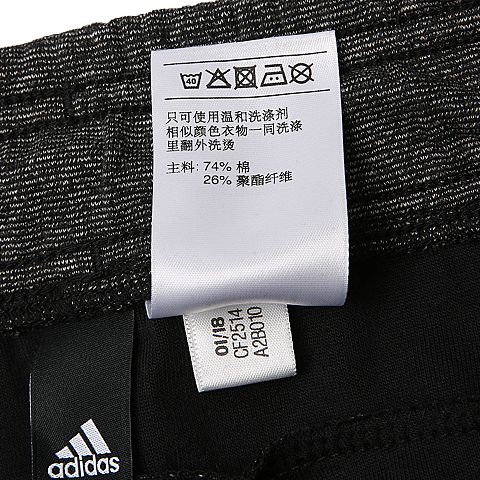 40
只可使用温和洗涤剂
相似颜色衣物一同洗涤
里翻外洗烫
主料: 74% 棉
26% 聚酯纤维
01/18
CF2514
A2B010
adidas